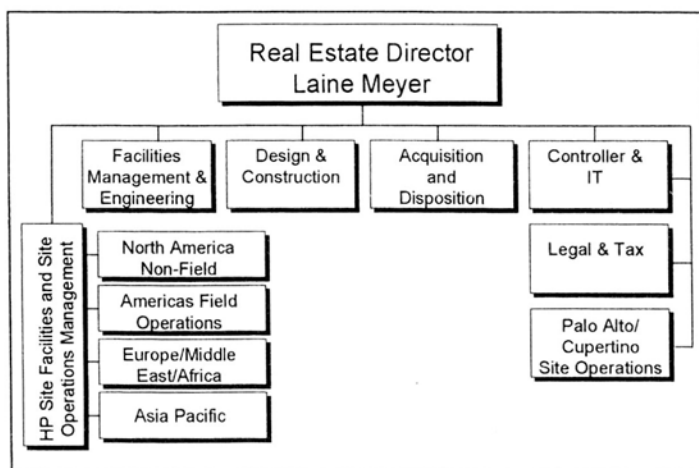 Real Estate Director
Laine Meyer
Facilities
Management &
Engineering
Design &
Construction
Acquisition
and
Disposition
Controller &
IT
HP Site Facilities and Site
Operations Management
North America
Non-Field
Americas Field
Operations
Europe/Middle
East/Africa
Asia Pacific
Legal & Tax
Palo Alto/
Cupertino
Site Operations